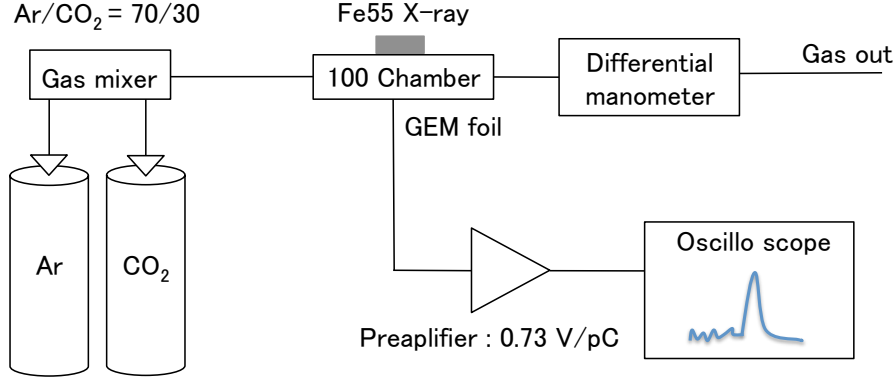 Ar/CO₂ = 70/30
Fe55 X-ray
Gas mixer
100 Chamber
Differential
manometer
Gas out
GEM foil
Ar
CO₂
Oscillo scope
Preaplifier : 0.73 V/pC